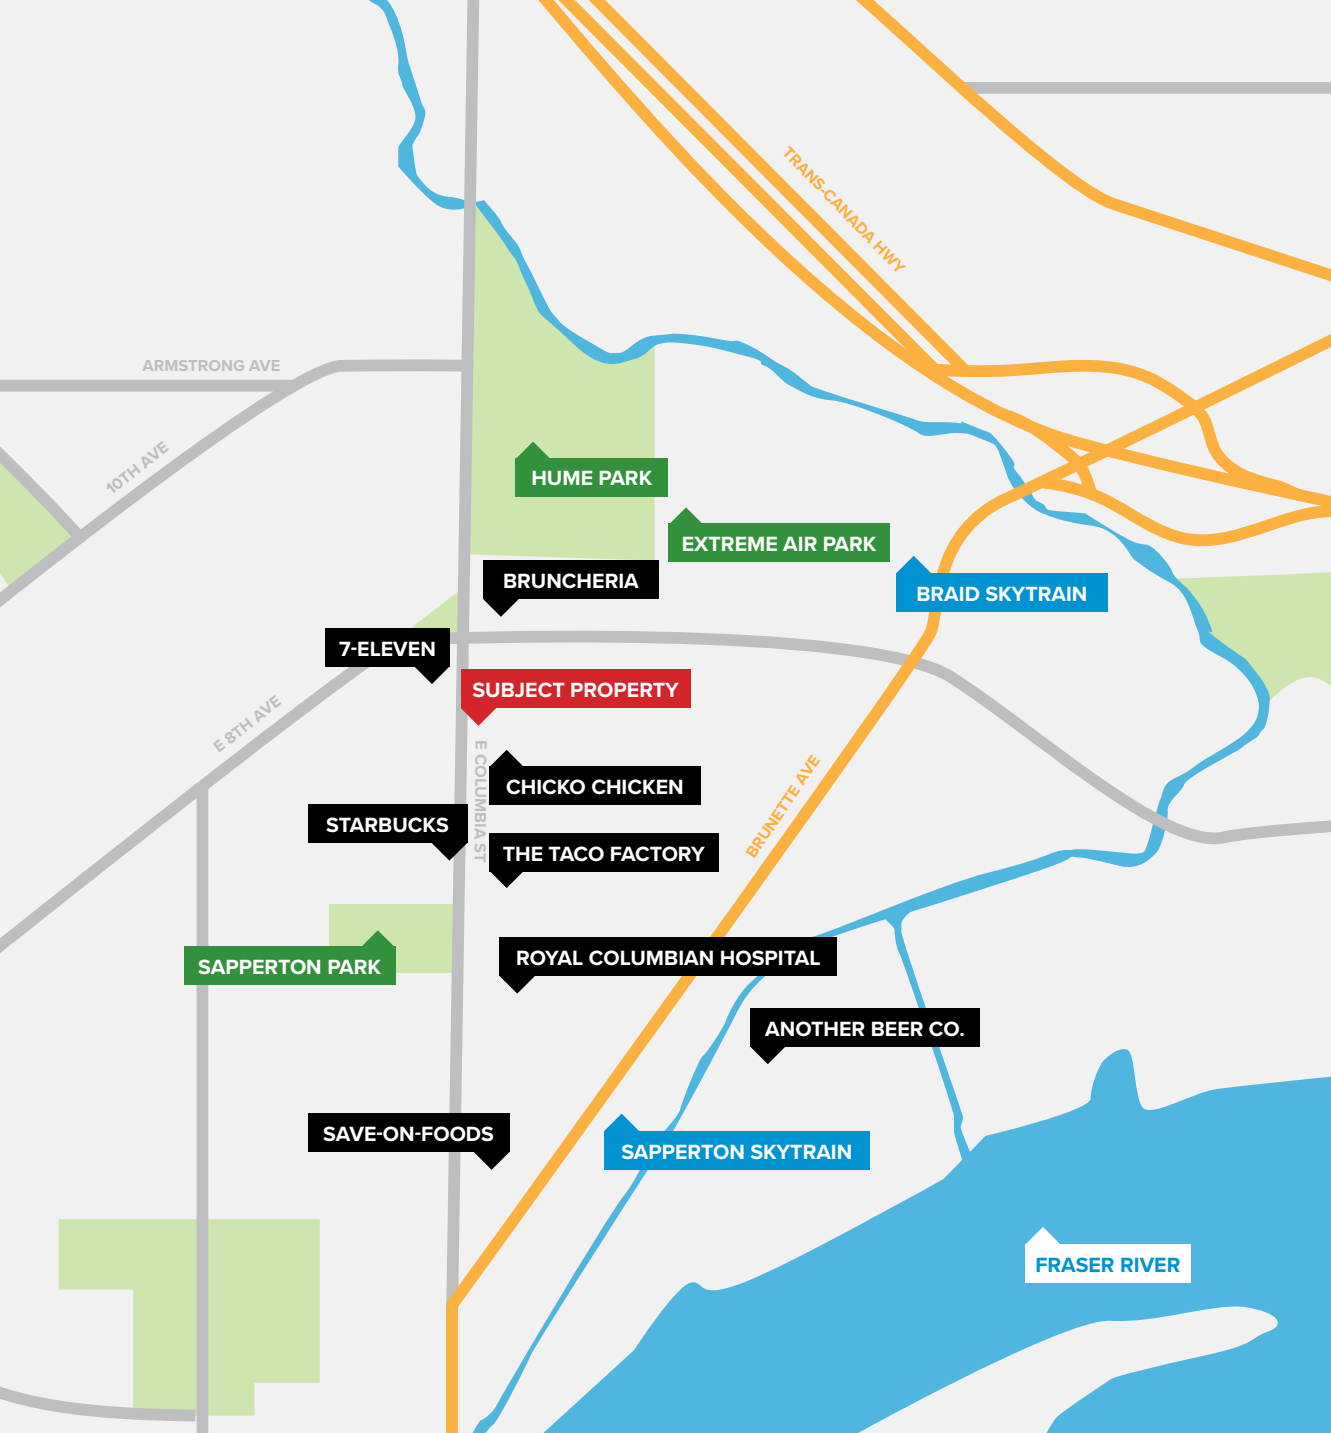 TRANS-CANADA HWY
ARMSTRONG AVE
10TH AVE
HUME PARK
EXTREME AIR PARK
BRUNCHERIA
BRAID SKYTRAIN
7-ELEVEN
SUBJECT PROPERTY
E 8TH AVE
E COLUMBIA ST
CHICKO CHICKEN
BRUNETTE AVE
STARBUCKS
THE TACO FACTORY
ROYAL COLUMBIAN HOSPITAL
SAPPERTON PARK
ANOTHER BEER CO.
SAVE-ON-FOODS
SAPPERTON SKYTRAIN
FRASER RIVER